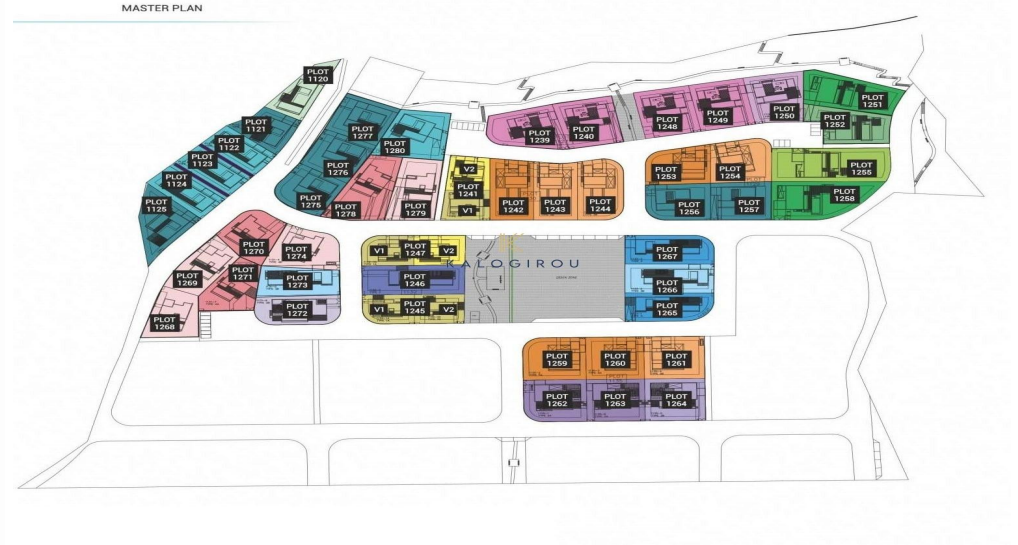 MASTER PLAN
PLOT
1120
PLOT
1121
PLOT
1122
PLOT
1123
PLOT
1124
PLOT
1125
PLOT
1277
PLOT
1280
PLOT
1276
PLOT
1275
PLOT
1278
PLOT
1279
V2
PLOT
1241
V1
PLOT
1242
PLOT
1243
PLOT
1244
PLOT
1239
PLOT
1240
PLOT
1248
PLOT
1249
PLOT
1250
PLOT
1251
PLOT
1252
PLOT
1253
PLOT
1254
PLOT
1255
PLOT
1256
PLOT
1257
PLOT
1258
PLOT
1270
PLOT
1274
PLOT
1269
PLOT
1271
PLOT
1273
PLOT
1272
PLOT
1268
V1
PLOT
1247
V2
PLOT
1246
V1
PLOT
1245
V2
KALOGIROU
PLOT
1267
PLOT
1266
PLOT
1265
PLOT
1259
PLOT
1260
PLOT
1261
PLOT
1262
PLOT
1263
PLOT
1264